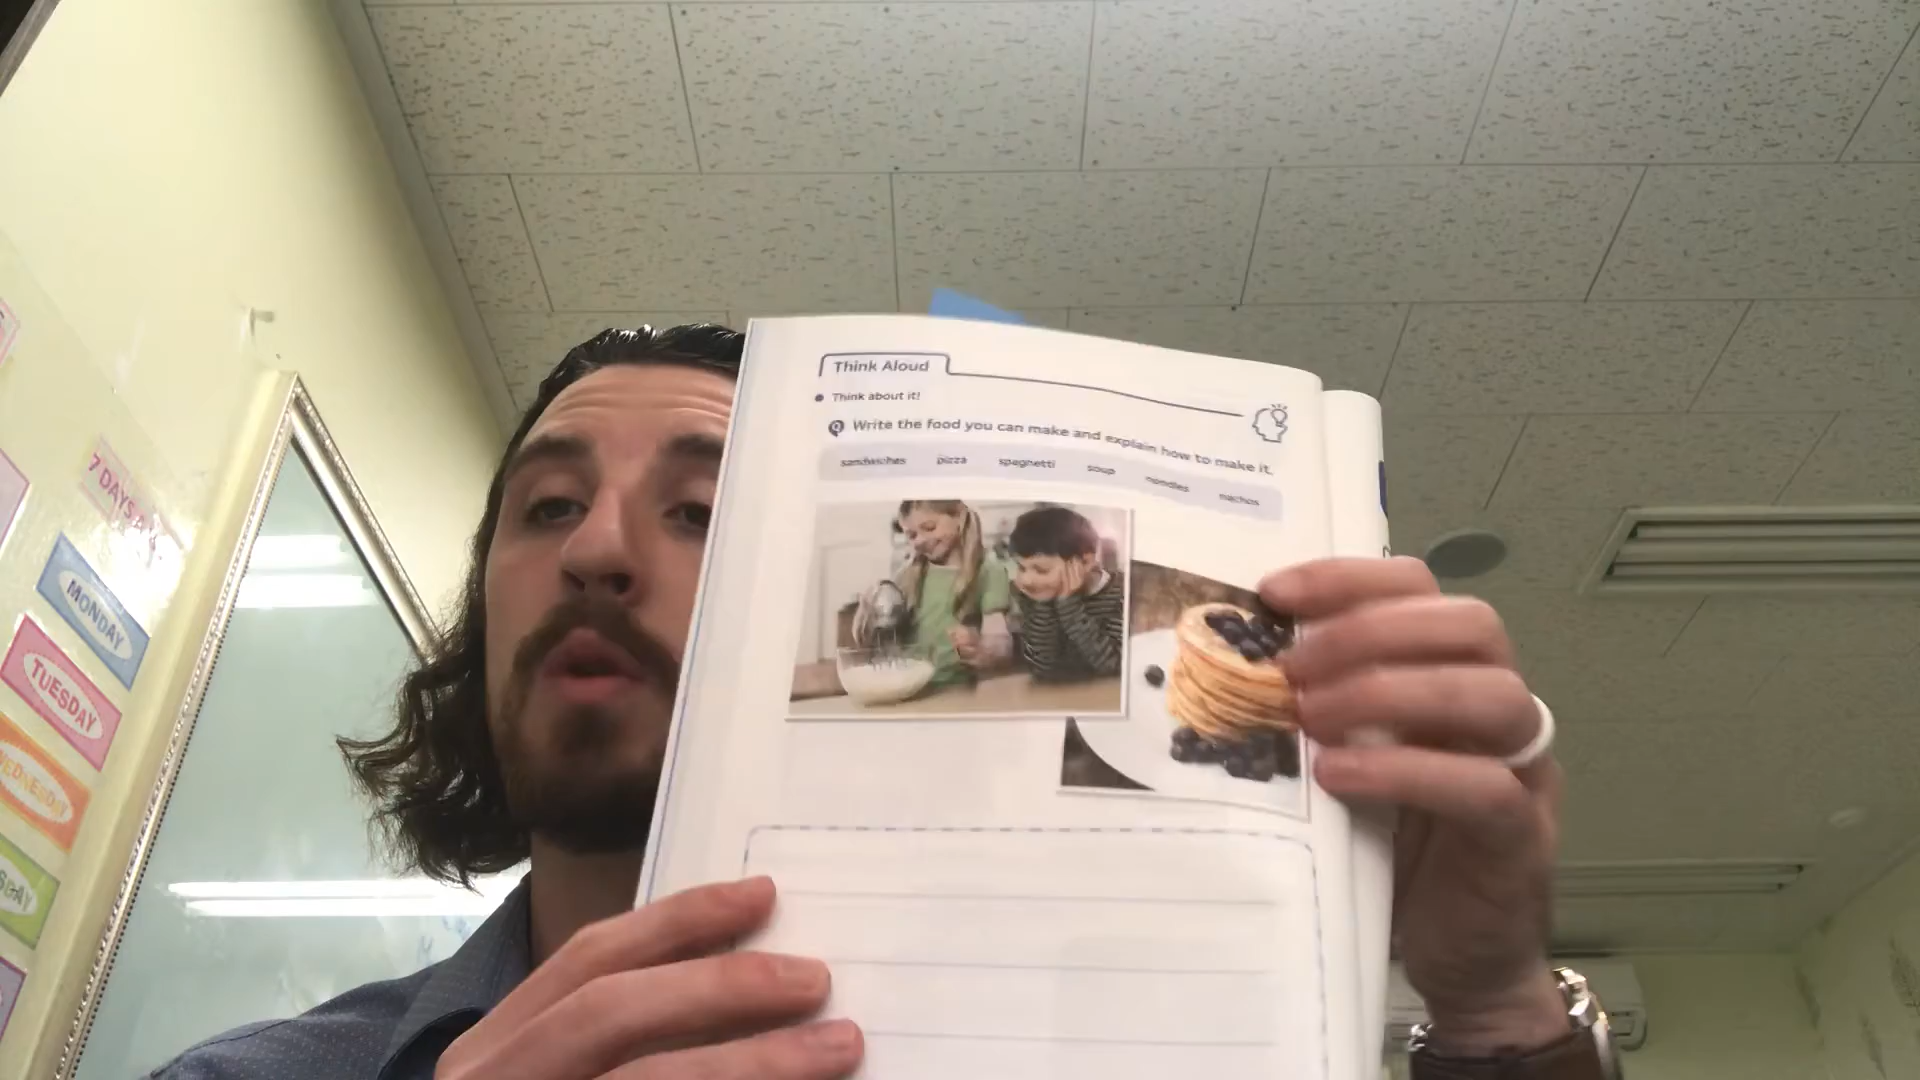 Think Aloud
Think about it!
Q Write the food you can make and explain how to make it.
sandwiches pizza spaghetti soup noodles nachos
7 DAYS A
MONDAY
TUESDAY
WEDNESDAY